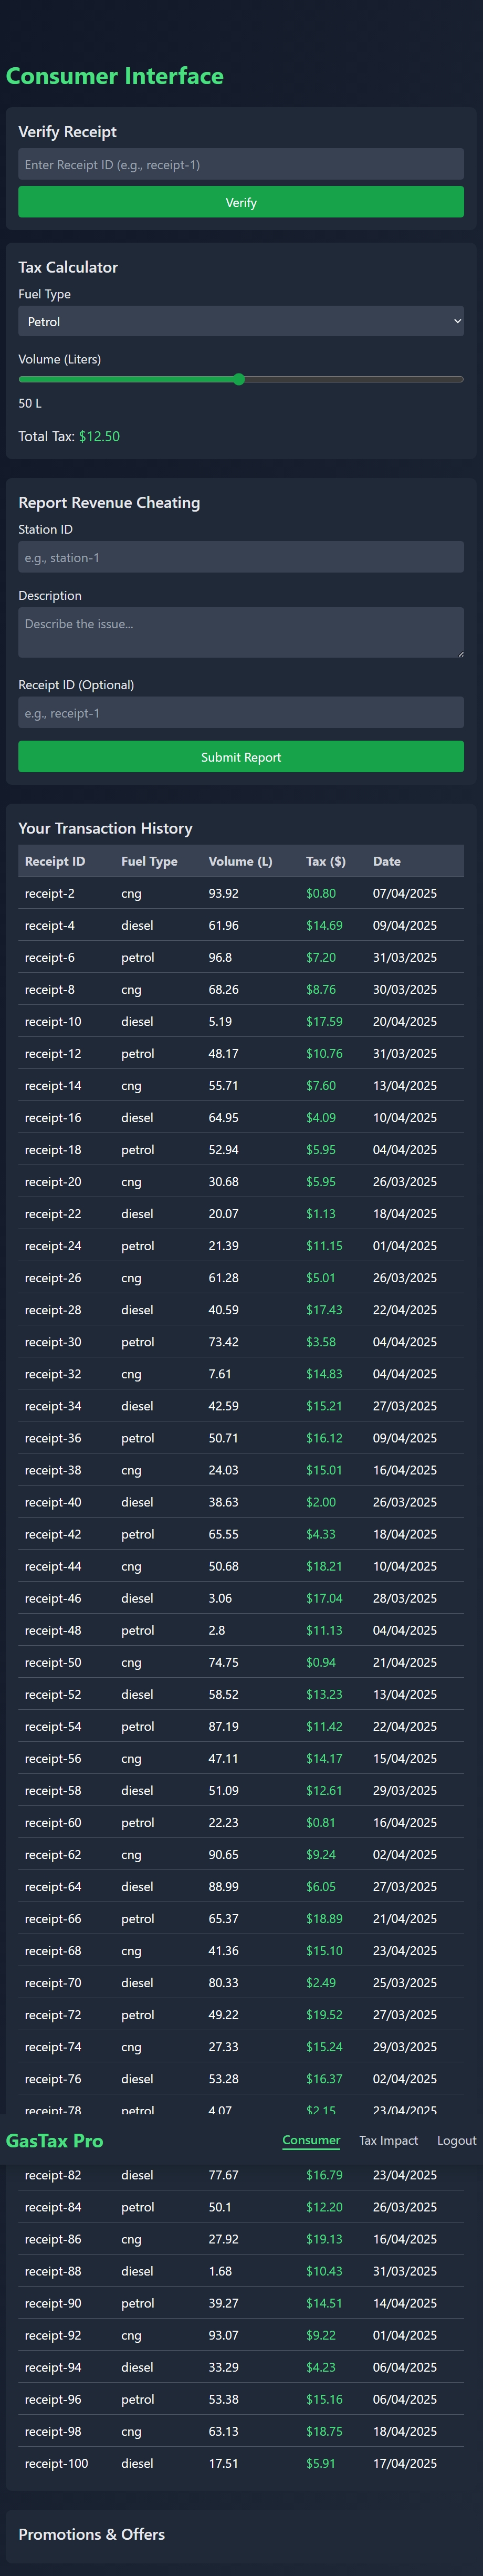 Consumer Interface
Verify Receipt
Enter Receipt ID (e.g., receipt-1)
Verify
Tax Calculator
Fuel Type
Petrol
Volume (Liters)
50 L
Total Tax: $12.50
Report Revenue Cheating
Station ID
e.g., station-1
Description
Describe the issue...
Receipt ID (Optional)
e.g., receipt-1
Submit Report
Your Transaction History
Receipt ID Fuel Type Volume (L) Tax ($) Date
receipt-2 cng 93.92 $0.80 07/04/2025
receipt-4 diesel 61.96 $14.69 09/04/2025
receipt-6 petrol 96.8 $7.20 31/03/2025
receipt-8 cng 68.26 $8.76 30/03/2025
receipt-10 diesel 5.19 $17.59 20/04/2025
receipt-12 petrol 48.17 $10.76 31/03/2025
receipt-14 cng 55.71 $7.60 13/04/2025
receipt-16 diesel 64.95 $4.09 10/04/2025
receipt-18 petrol 52.94 $5.95 04/04/2025
receipt-20 cng 30.68 $5.95 26/03/2025
receipt-22 diesel 20.07 $1.13 18/04/2025
receipt-24 petrol 21.39 $11.15 01/04/2025
receipt-26 cng 61.28 $5.01 26/03/2025
receipt-28 diesel 40.59 $17.43 22/04/2025
receipt-30 petrol 73.42 $3.58 04/04/2025
receipt-32 cng 7.61 $14.83 04/04/2025
receipt-34 diesel 42.59 $15.21 27/03/2025
receipt-36 petrol 50.71 $16.12 09/04/2025
receipt-38 cng 24.03 $15.01 16/04/2025
receipt-40 diesel 38.63 $2.00 26/03/2025
receipt-42 petrol 65.55 $4.33 18/04/2025
receipt-44 cng 50.68 $18.21 10/04/2025
receipt-46 diesel 3.06 $17.04 28/03/2025
receipt-48 petrol 2.8 $11.13 04/04/2025
receipt-50 cng 74.75 $0.94 21/04/2025
receipt-52 diesel 58.52 $13.23 13/04/2025
receipt-54 petrol 87.19 $11.42 22/04/2025
receipt-56 cng 47.11 $14.17 15/04/2025
receipt-58 diesel 51.09 $12.61 29/03/2025
receipt-60 petrol 22.23 $0.81 16/04/2025
receipt-62 cng 90.65 $9.24 02/04/2025
receipt-64 diesel 88.99 $6.05 27/03/2025
receipt-66 petrol 65.37 $18.89 21/04/2025
receipt-68 cng 41.36 $15.10 23/04/2025
receipt-70 diesel 80.33 $2.49 25/03/2025
receipt-72 petrol 49.22 $19.52 27/03/2025
receipt-74 cng 27.33 $15.24 29/03/2025
receipt-76 diesel 53.28 $16.37 02/04/2025
receipt-78 petrol 4.07 $2.15 23/04/2025
GasTax Pro Consumer Tax Impact Logout
receipt-82 diesel 77.67 $16.79 23/04/2025
receipt-84 petrol 50.1 $12.20 26/03/2025
receipt-86 cng 27.92 $19.13 16/04/2025
receipt-88 diesel 1.68 $10.43 31/03/2025
receipt-90 petrol 39.27 $14.51 14/04/2025
receipt-92 cng 93.07 $9.22 01/04/2025
receipt-94 diesel 33.29 $4.23 06/04/2025
receipt-96 petrol 53.38 $15.16 06/04/2025
receipt-98 cng 63.13 $18.75 18/04/2025
receipt-100 diesel 17.51 $5.91 17/04/2025
Promotions & Offers